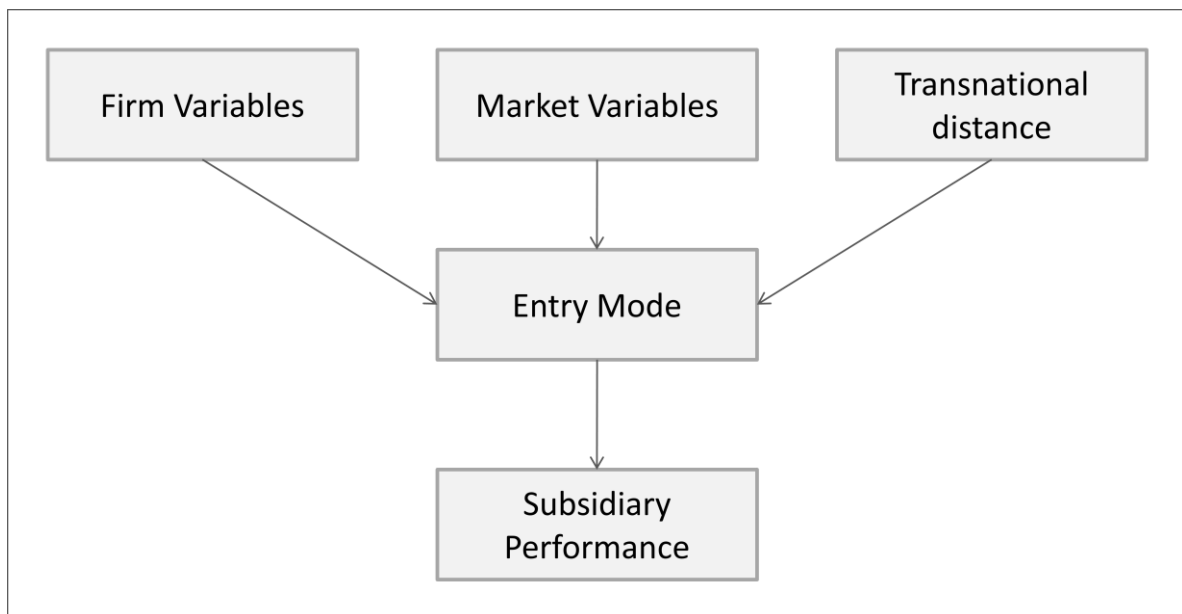 Firm Variables
Market Variables
Transnational
distance
Entry Mode
Subsidiary
Performance